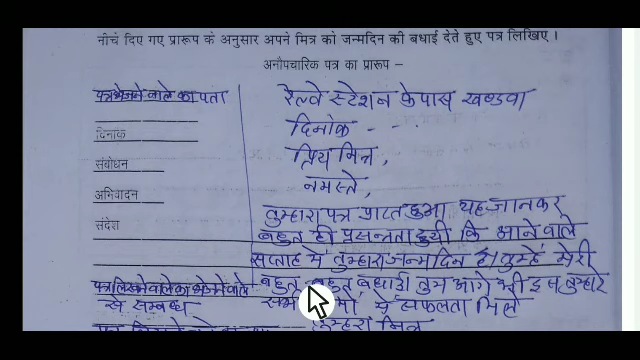 नीचे दिए गए प्रारूप के अनुसार अपने मित्र को जन्मदिन की बधाई देते हुए पत्र लिखिए ।
अनौपचारिक पत्र का प्रारूप –
पत्र भेजने वाले का पता
रेल्वे स्टेशन के पास खण्डवा
दिनांक
दिनांक - - -
संबोधन
प्रिय मित्र,
अभिवादन
नमस्ते,
संदेश
तुम्हारा पत्र प्राप्त हुआ यह जानकर
बहुत ही प्रसन्नता हुयी कि आने वाले
सप्ताह में तुम्हारा जन्मदिन है। तुम्हें मेरी
पत्र लिखने वाले का भेजने वाले
बहुत बहुत बधाई तुम आगे भी
से सम्बन्ध
में सफलता मिले
तुम्हारा मित्र